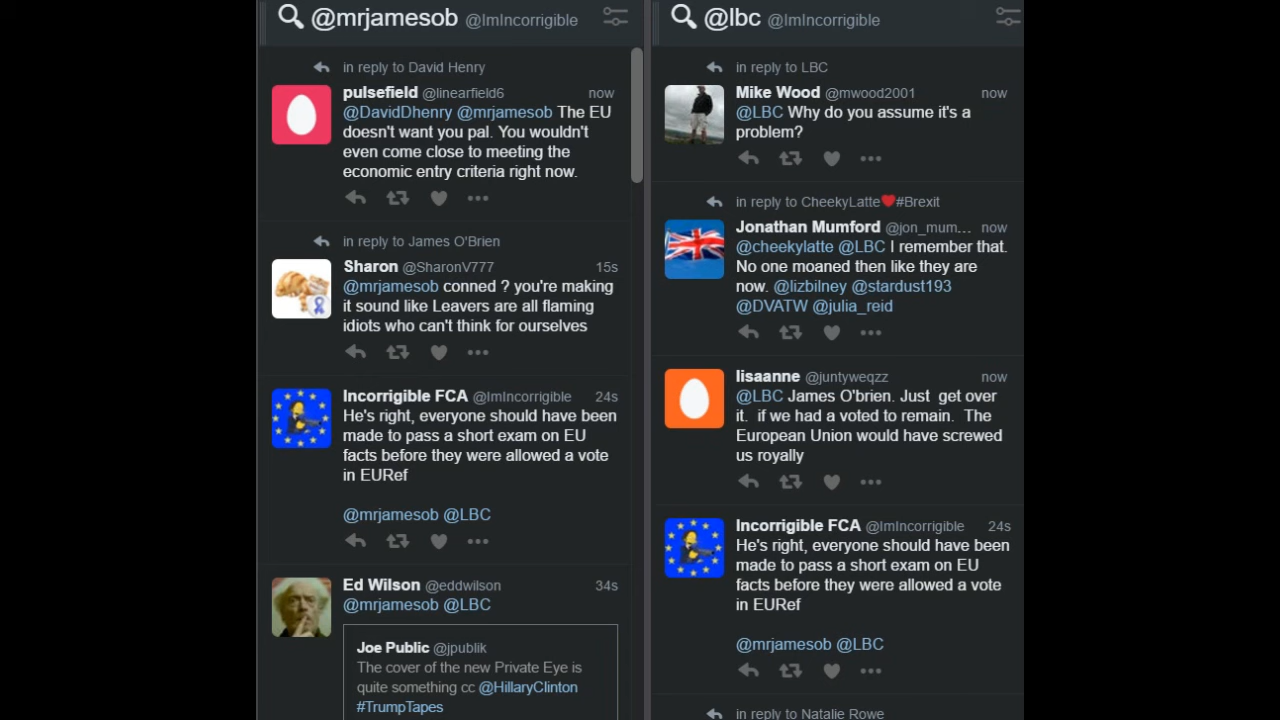 @mrjamesob @ImIncorrigible
in reply to David Henry
pulsefield @linearfield6 now
@DavidDhenry @mrjamesob The EU
doesn't want you pal. You wouldn't
even come close to meeting the
economic entry criteria right now.
in reply to James O'Brien
Sharon @SharonV777 15s
@mrjamesob conned ? you're making
it sound like Leavers are all flaming
idiots who can't think for ourselves
Incorrigible FCA @ImIncorrigible 24s
He's right, everyone should have been
made to pass a short exam on EU
facts before they were allowed a vote
in EURef
@mrjamesob @LBC
Ed Wilson @eddwilson 34s
@mrjamesob @LBC
Joe Public @jpublik
The cover of the new Private Eye is
quite something cc @HillaryClinton
#TrumpTapes
@lbc @ImIncorrigible
in reply to LBC
Mike Wood @mwood2001 now
@LBC Why do you assume it's a
problem?
in reply to CheekyLatte❤#Brexit
Jonathan Mumford @jon_mum... now
@cheekylatte @LBC I remember that.
No one moaned then like they are
now. @lizbilney @stardust193
@DVATW @julia_reid
in reply to LBC
lisaanne @juntyweqzz now
@LBC James O'brien. Just  get over
it.  if we had a voted to remain.  The
European Union would have screwed
us royally
Incorrigible FCA @ImIncorrigible 24s
He's right, everyone should have been
made to pass a short exam on EU
facts before they were allowed a vote
in EURef
@mrjamesob @LBC
in reply to Natalie Rowe